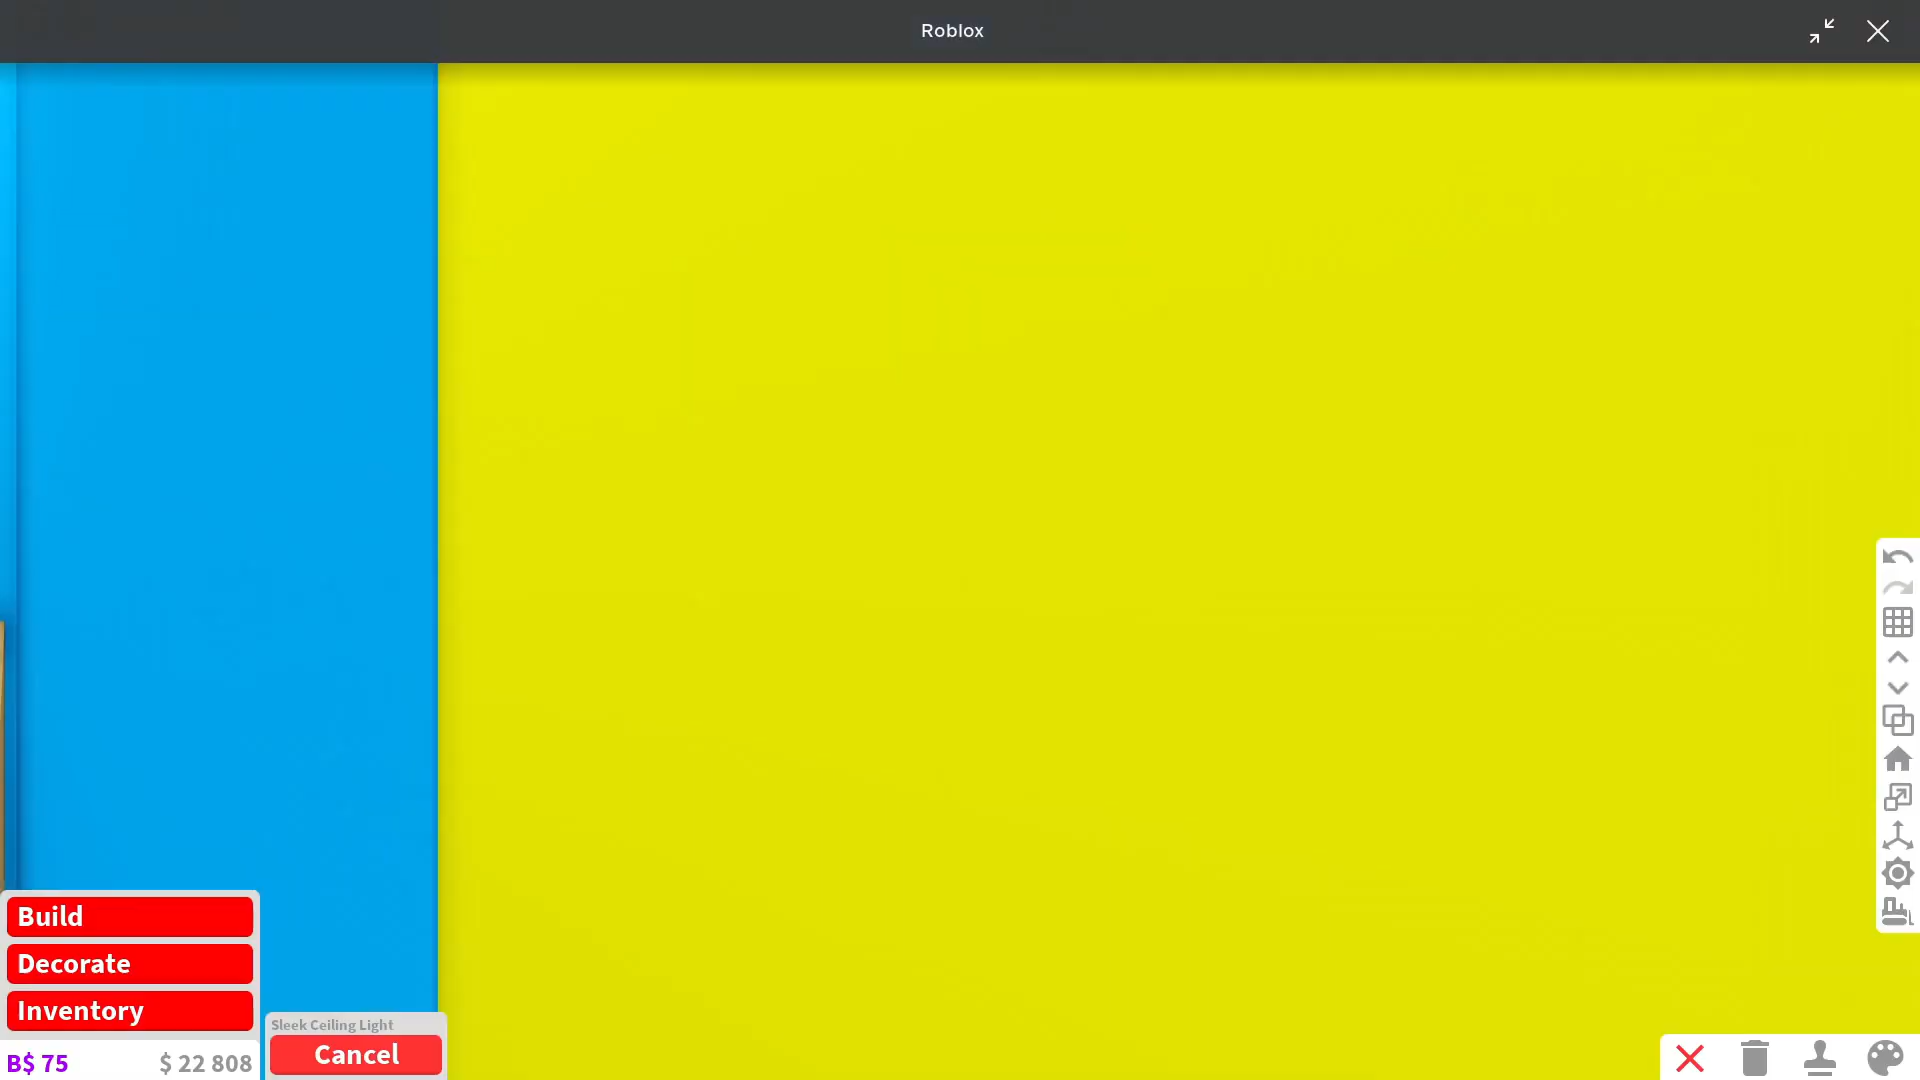 Roblox
Build
Decorate
Inventory
B$ 75
$ 22 808
Sleek Ceiling Light
Cancel